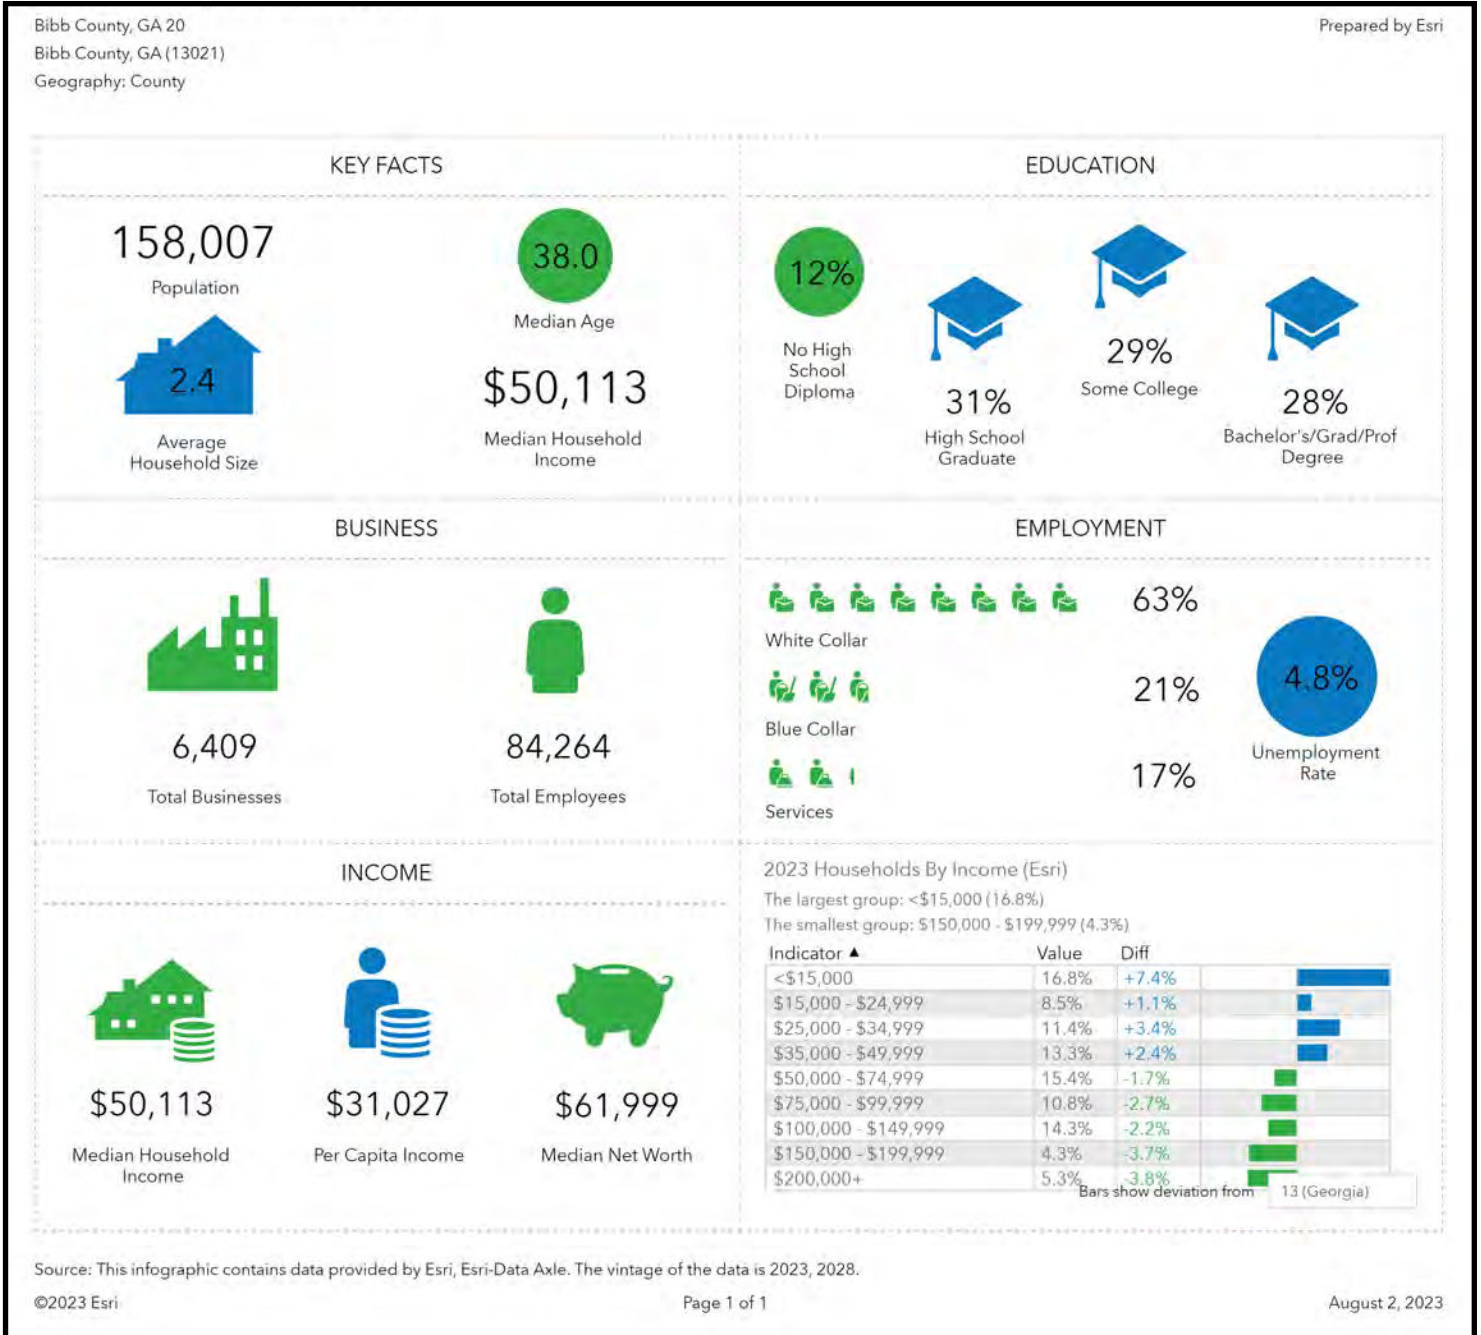 Bibb County, GA 20
Prepared by Esri
Bibb County, GA (13021)
Geography: County
KEY FACTS
158,007
Population
38.0
Median Age
2.4
Average
Household Size
$50,113
Median Household
Income
EDUCATION
12%
No High
School
Diploma
31%
High School
Graduate
29%
Some College
28%
Bachelor's/Grad/Prof
Degree
BUSINESS
6,409
Total Businesses
84,264
Total Employees
EMPLOYMENT
63%
White Collar
21%
Blue Collar
17%
Services
4.8%
Unemployment
Rate
INCOME
$50,113
Median Household
Income
$31,027
Per Capita Income
$61,999
Median Net Worth
2023 Households By Income (Esri)
The largest group: <$15,000 (16.8%)
The smallest group: $150,000 - $199,999 (4.3%)
Indicator ▲ Value Diff
<$15,000 16.8% +7.4%
$15,000 - $24,999 8.5% +1.1%
$25,000 - $34,999 11.4% +3.4%
$35,000 - $49,999 13.3% +2.4%
$50,000 - $74,999 15.4% -1.7%
$75,000 - $99,999 10.8% -2.7%
$100,000 - $149,999 14.3% -2.2%
$150,000 - $199,999 4.3% -3.7%
$200,000+ 5.3% -3.8%
Bars show deviation from 13 (Georgia)
Source: This infographic contains data provided by Esri, Esri-Data Axle. The vintage of the data is 2023, 2028.
©2023 Esri Page 1 of 1 August 2, 2023